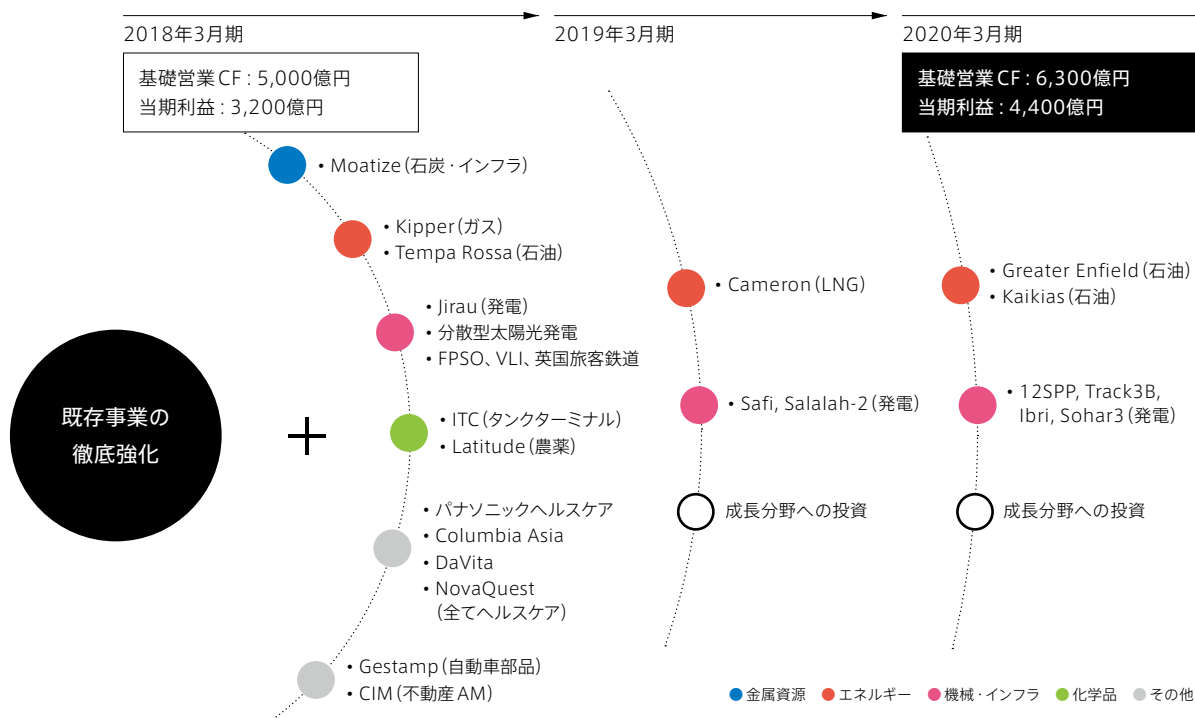 2018年3月期
基礎営業CF : 5,000億円
当期利益 : 3,200億円
2019年3月期
2020年3月期
基礎営業CF : 6,300億円
当期利益 : 4,400億円
既存事業の
徹底強化
+
• Moatize(石炭・インフラ)
• Kipper(ガス)
• Tempa Rossa(石油)
• Jirau(発電)
• 分散型太陽光発電
• FPSO、VLI、英国旅客鉄道
• ITC(タンクターミナル)
• Latitude(農薬)
• パナソニックヘルスケア
• Columbia Asia
• DaVita
• NovaQuest
(全てヘルスケア)
• Gestamp(自動車部品)
• CIM(不動産AM)
• Cameron(LNG)
• Safi, Salalah-2(発電)
成長分野への投資
• Greater Enfield(石油)
• Kaikias(石油)
• 12SPP, Track3B,
Ibri, Sohar3(発電)
成長分野への投資
金属資源 エネルギー 機械・インフラ 化学品 その他